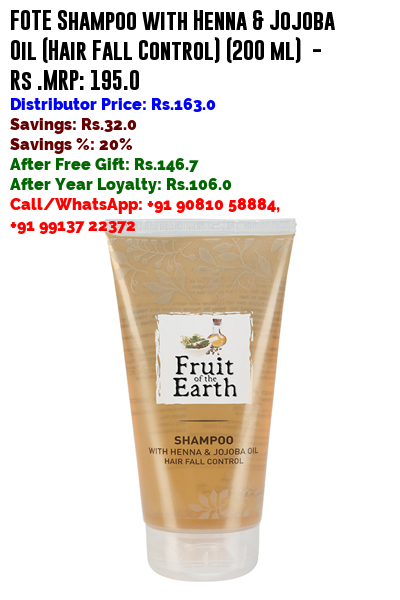 FOTE Shampoo with Henna & Jojoba
Oil (Hair Fall Control) (200 ml) -
Rs .MRP: 195.0
Distributor Price: Rs.163.0
Savings: Rs.32.0
Savings %: 20%
After Free Gift: Rs.146.7
After Year Loyalty: Rs.106.0
Call/WhatsApp: +91 90810 58884,
+91 99137 22372
Fruit
of the
Earth
SHAMPOO
WITH HENNA & JOJOBA OIL
HAIR FALL CONTROL